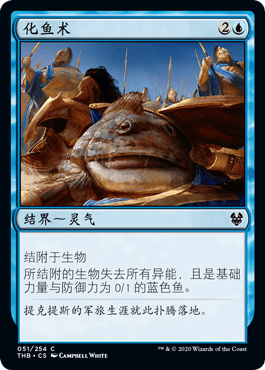 化鱼术 2
结界～灵气
结附于生物
所结附的生物失去所有异能，且是基础
力量与防御力为 0/1 的蓝色鱼。
提克提斯的军旅生涯就此扑腾落地。
051/254 C
THB • CS CAMPBELL WHITE
™ & © 2020 Wizards of the Coast